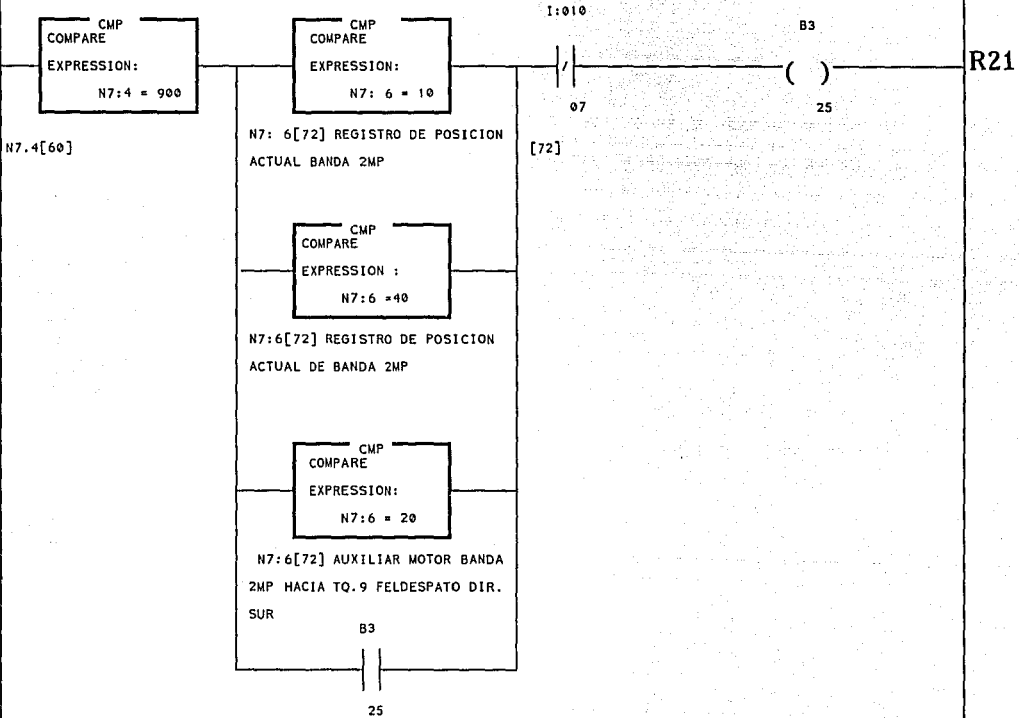 I:010
CMP
COMPARE
EXPRESSION:
N7:4 = 900
CMP
COMPARE
EXPRESSION:
N7: 6 = 10
/
07
B3
( )
25
R21
N7.4[60]
N7: 6[72] REGISTRO DE POSICION
ACTUAL BANDA 2MP
[72]
CMP
COMPARE
EXPRESSION :
N7:6 =40
N7:6[72] REGISTRO DE POSICION
ACTUAL DE BANDA 2MP
CMP
COMPARE
EXPRESSION:
N7:6 = 20
N7:6[72] AUXILIAR MOTOR BANDA
2MP HACIA TQ.9 FELDESPATO DIR.
SUR
B3
25